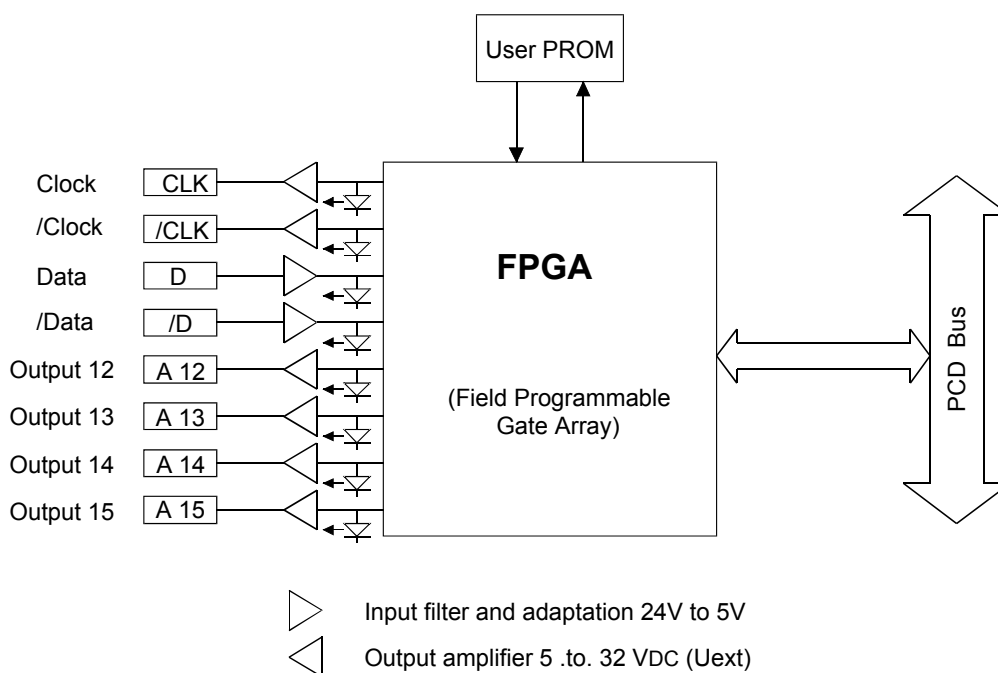 User PROM
Clock CLK
/Clock /CLK
Data D
/Data /D
Output 12 A 12
Output 13 A 13
Output 14 A 14
Output 15 A 15
FPGA
(Field Programmable
Gate Array)
PCD Bus
Input filter and adaptation 24V to 5V
Output amplifier 5 .to. 32 VDC (Uext)